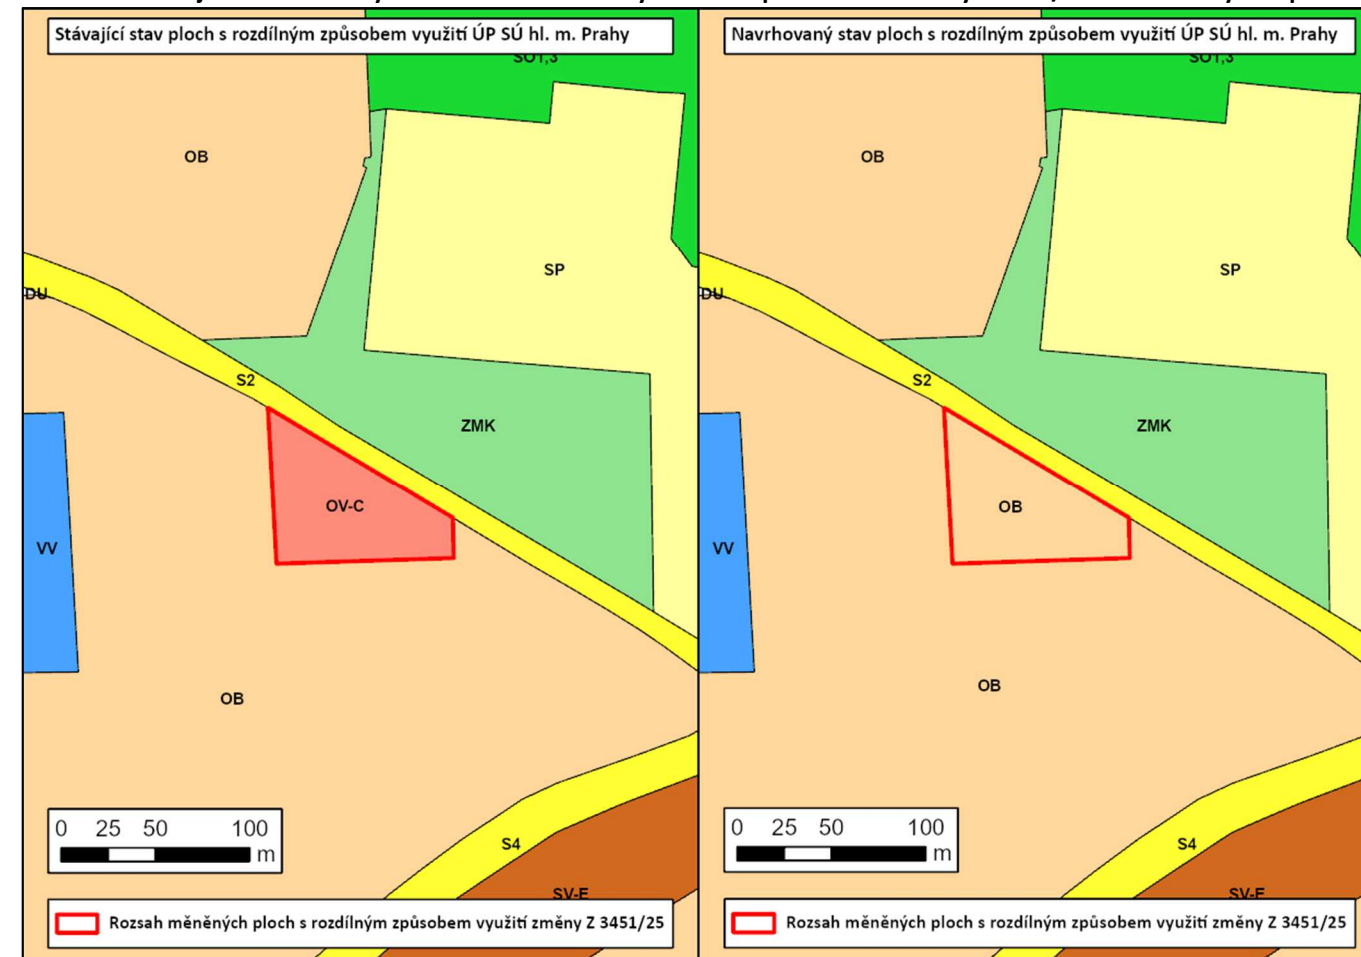 Stávající stav ploch s rozdílným způsobem využití ÚP SÚ hl. m. Prahy
SO1,3
OB
SP
DU
S2
ZMK
OV-C
VV
OB
0 25 50 100
m
S4
SV-E
Rozsah měněných ploch s rozdílným způsobem využití změny Z 3451/25
Navrhovaný stav ploch s rozdílným způsobem využití ÚP SÚ hl. m. Prahy
SO1,3
OB
SP
DU
S2
ZMK
OB
VV
OB
0 25 50 100
m
S4
SV-E
Rozsah měněných ploch s rozdílným způsobem využití změny Z 3451/25